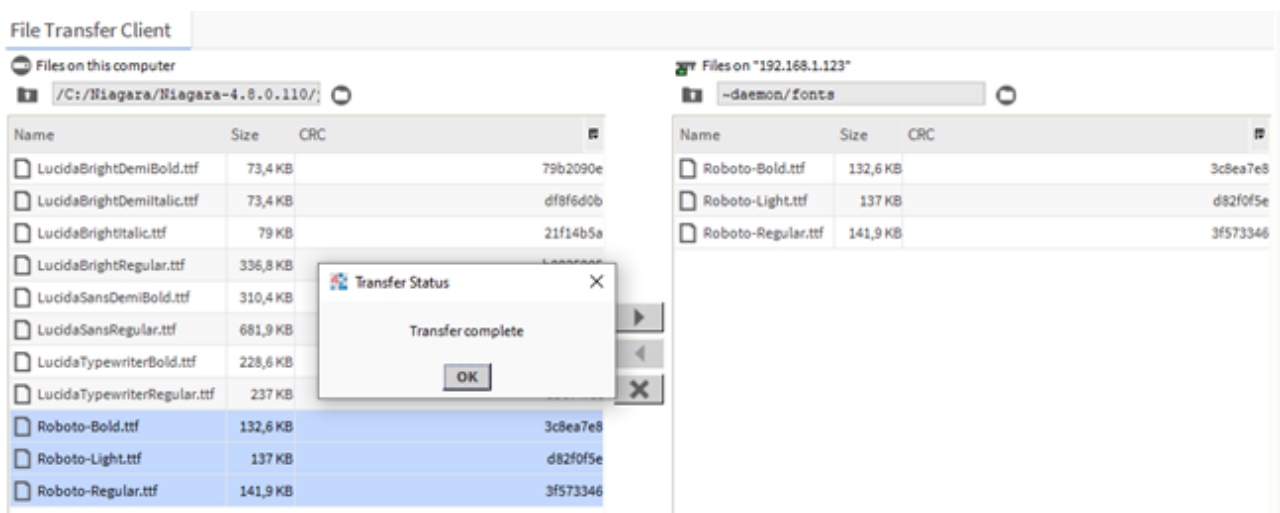 File Transfer Client
Files on this computer
/C:/Niagara/Niagara-4.8.0.110/
Name Size CRC
LucidaBrightDemiBold.ttf 73,4 KB 79b2090e
LucidaBrightDemiItalic.ttf 73,4 KB df8f6d0b
LucidaBrightItalic.ttf 79 KB 21f14b5a
LucidaBrightRegular.ttf 336,8 KB
LucidaSansDemiBold.ttf 310,4 KB
LucidaSansRegular.ttf 681,9 KB
LucidaTypewriterBold.ttf 228,6 KB
LucidaTypewriterRegular.ttf 237 KB
Roboto-Bold.ttf 132,6 KB 3c8ea7e8
Roboto-Light.ttf 137 KB d82f0f5e
Roboto-Regular.ttf 141,9 KB 3f573346
Transfer Status
Transfer complete
OK
Files on "192.168.1.123"
~daemon/fonts
Name Size CRC
Roboto-Bold.ttf 132,6 KB 3c8ea7e8
Roboto-Light.ttf 137 KB d82f0f5e
Roboto-Regular.ttf 141,9 KB 3f573346